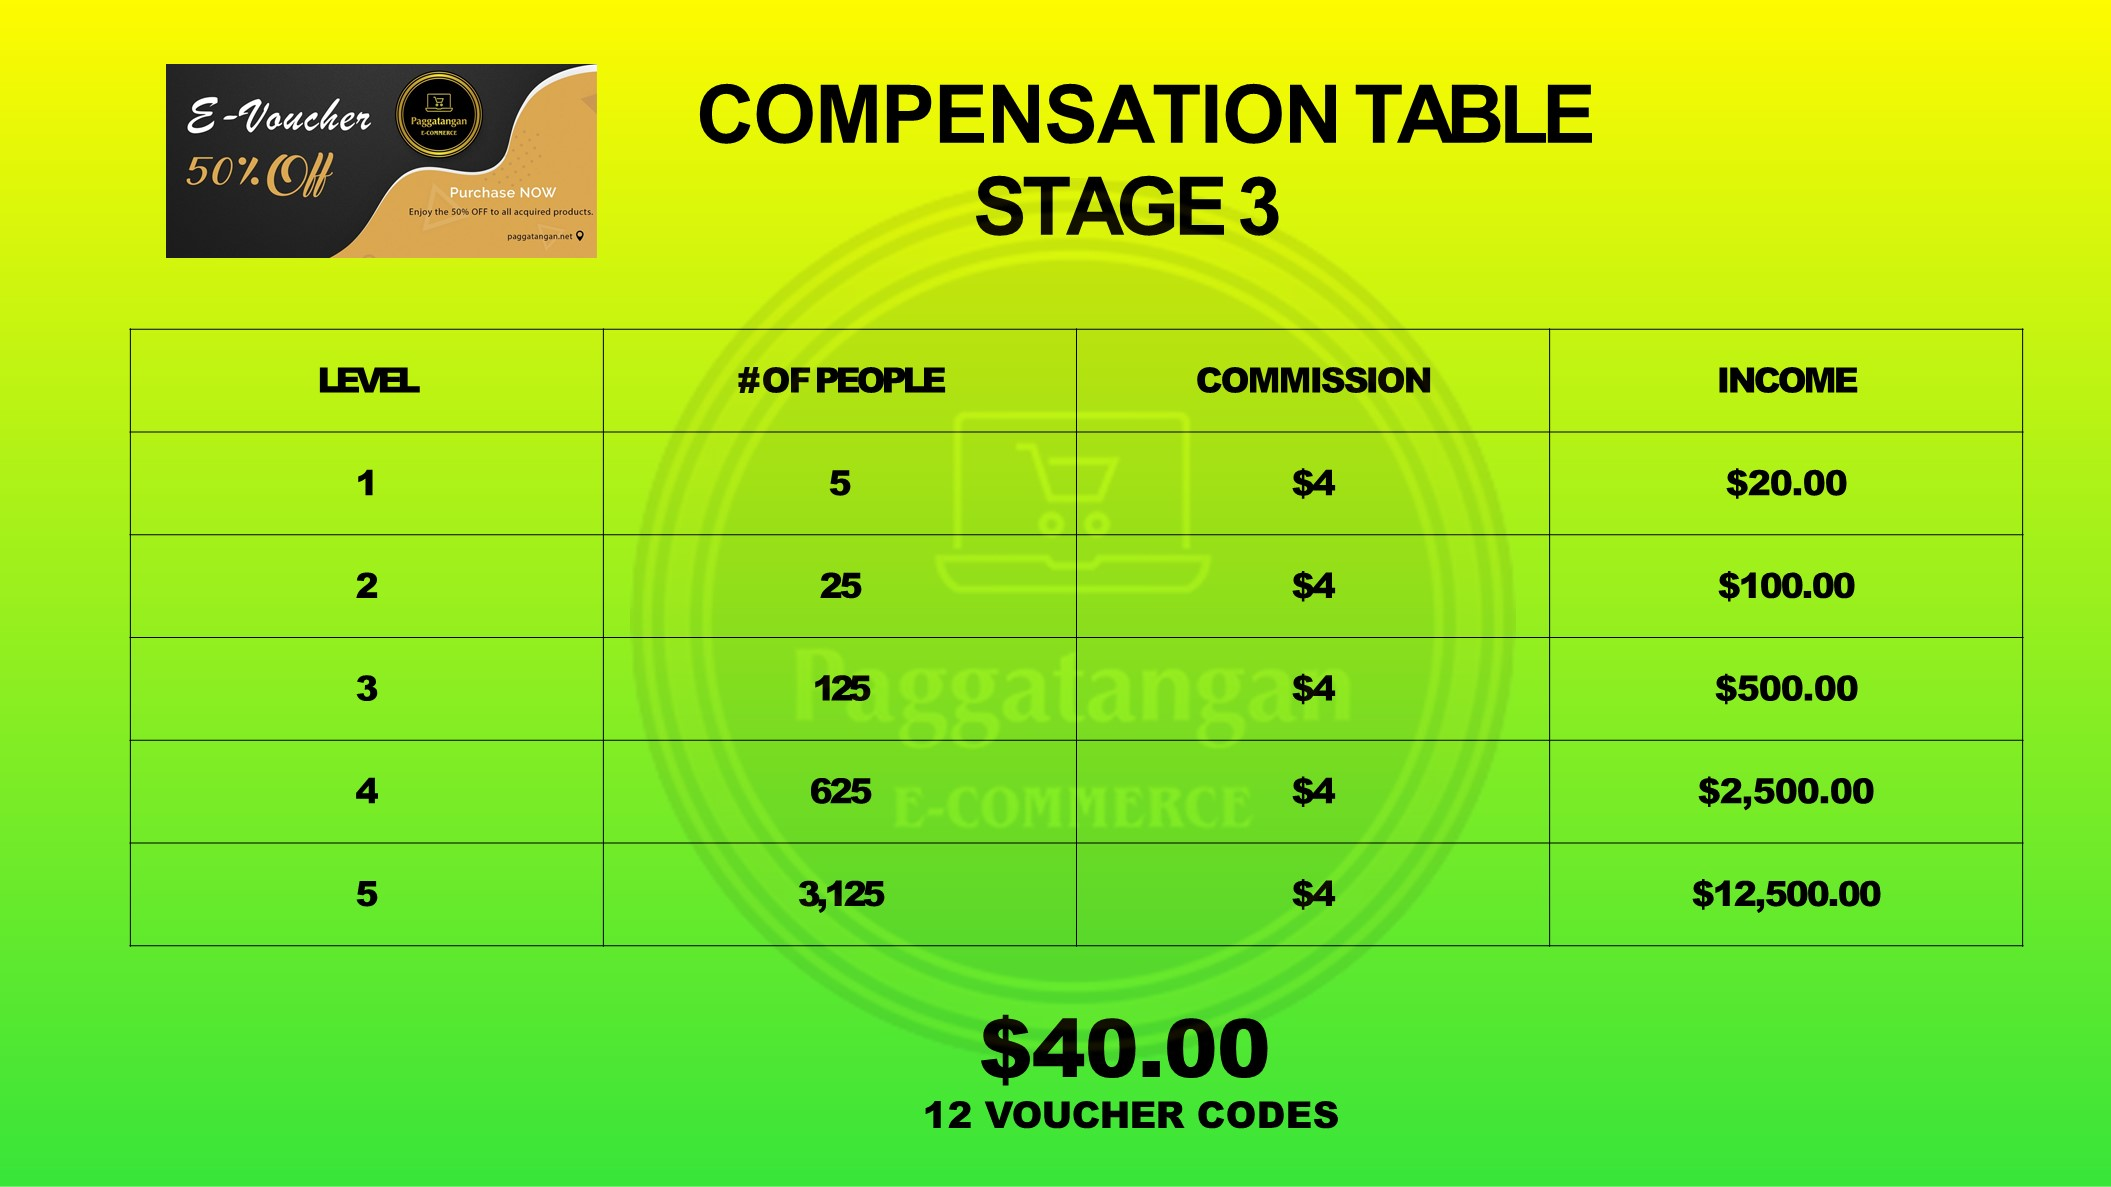 E-Voucher
50% Off
Paggatangan
E-COMMERCE
Purchase NOW
Enjoy the 50% OFF to all acquired products.
paggatangan.net
COMPENSATION TABLE
STAGE 3
LEVEL # OF PEOPLE COMMISSION INCOME
1 5 $4 $20.00
2 25 $4 $100.00
3 125 $4 $500.00
4 625 $4 $2,500.00
5 3,125 $4 $12,500.00
Paggatangan
E-COMMERCE
$40.00
12 VOUCHER CODES